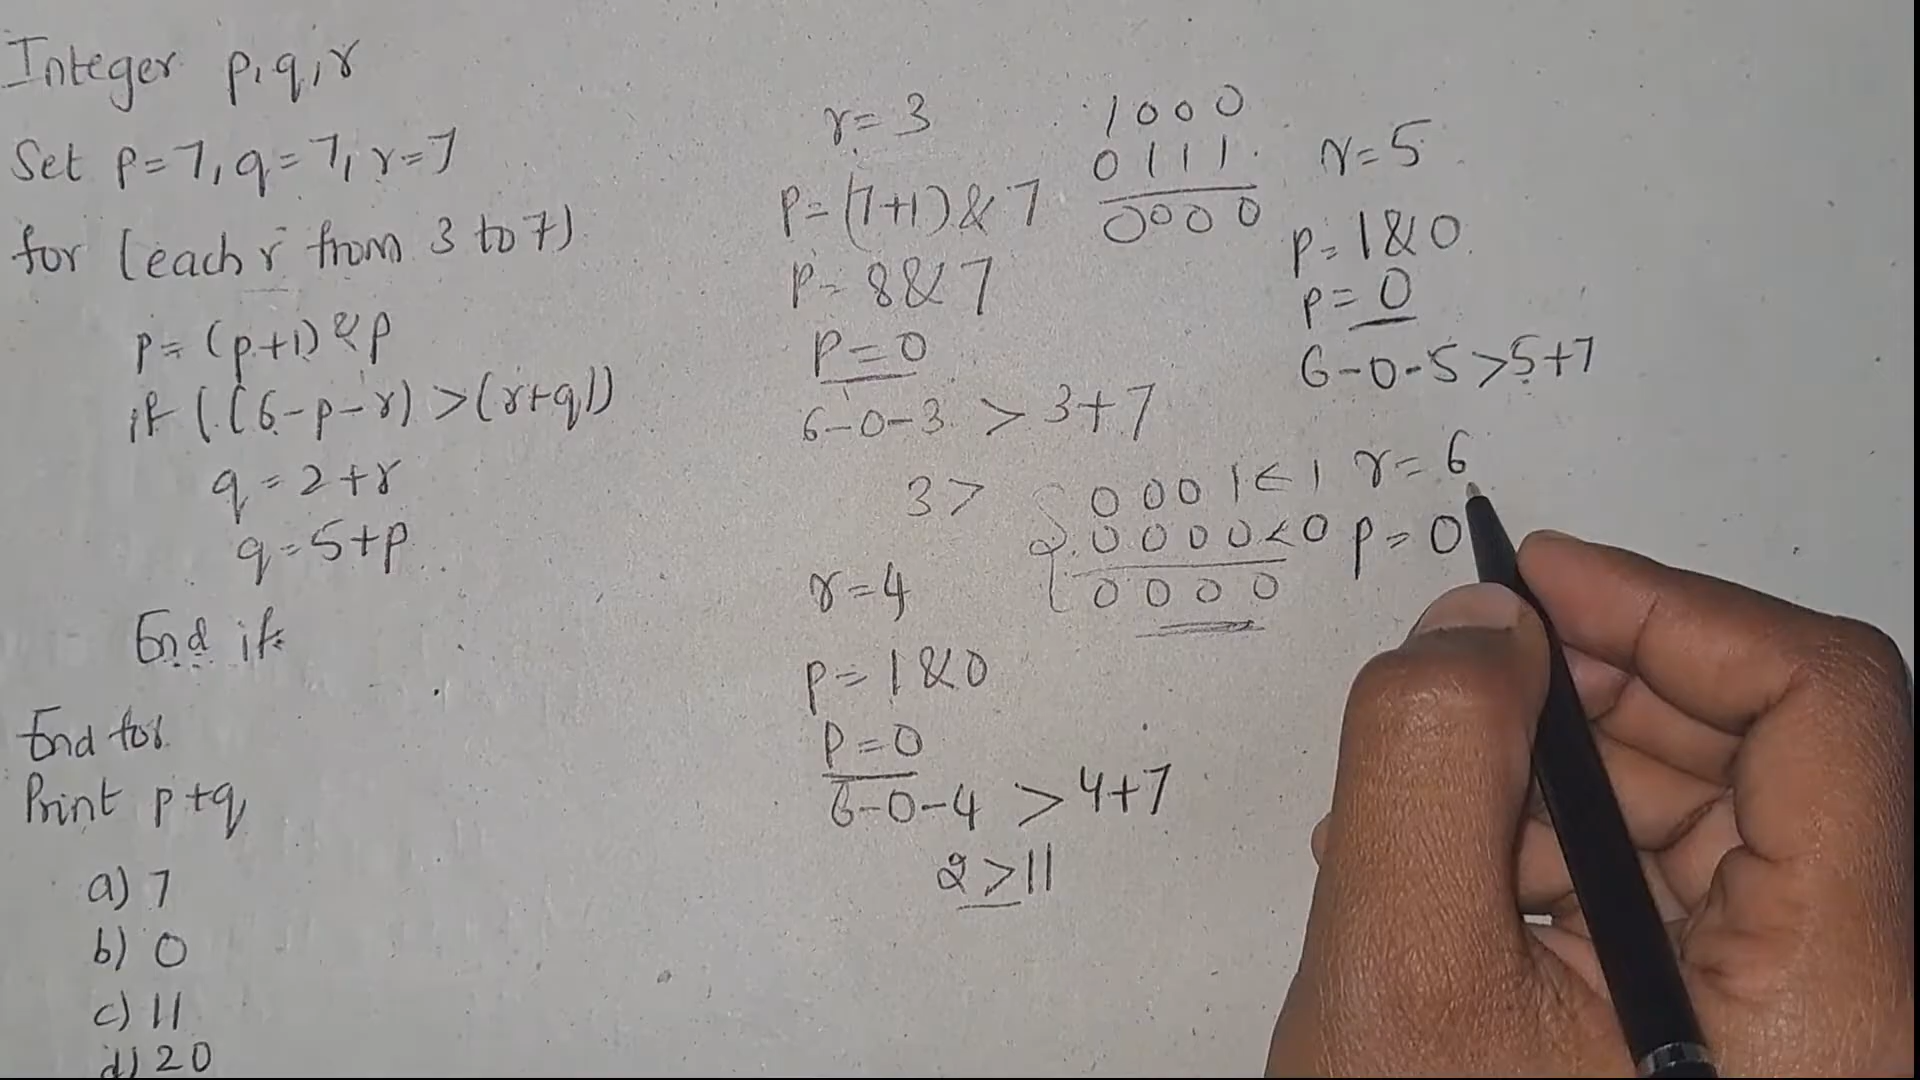 Integer p,q,r
Set p=7, q=7, r=7
for (each r from 3 to 7)
p=(p+1)&p
if ((6-p-r)>(r+q))
q=2+r
q=5+p
End if
End for
Print p+q
a) 7
b) 0
c) 11
d) 20
r=3
p=(7+1)&7
p=8&7
p=0
6-0-3 > 3+7
3>
r=4
p=1&0
p=0
6-0-4 > 4+7
2>11
1000
0111
0000
0001<1
0000<0
0000
r=5
p=1&0
p=0
6-0-5>5+7
r=6
p=0